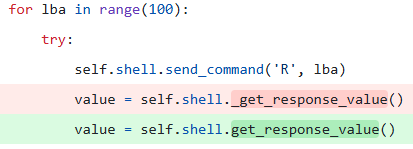 for lba in range(100):
try:
self.shell.send_command('R', lba)
value = self.shell._get_response_value()
value = self.shell.get_response_value()